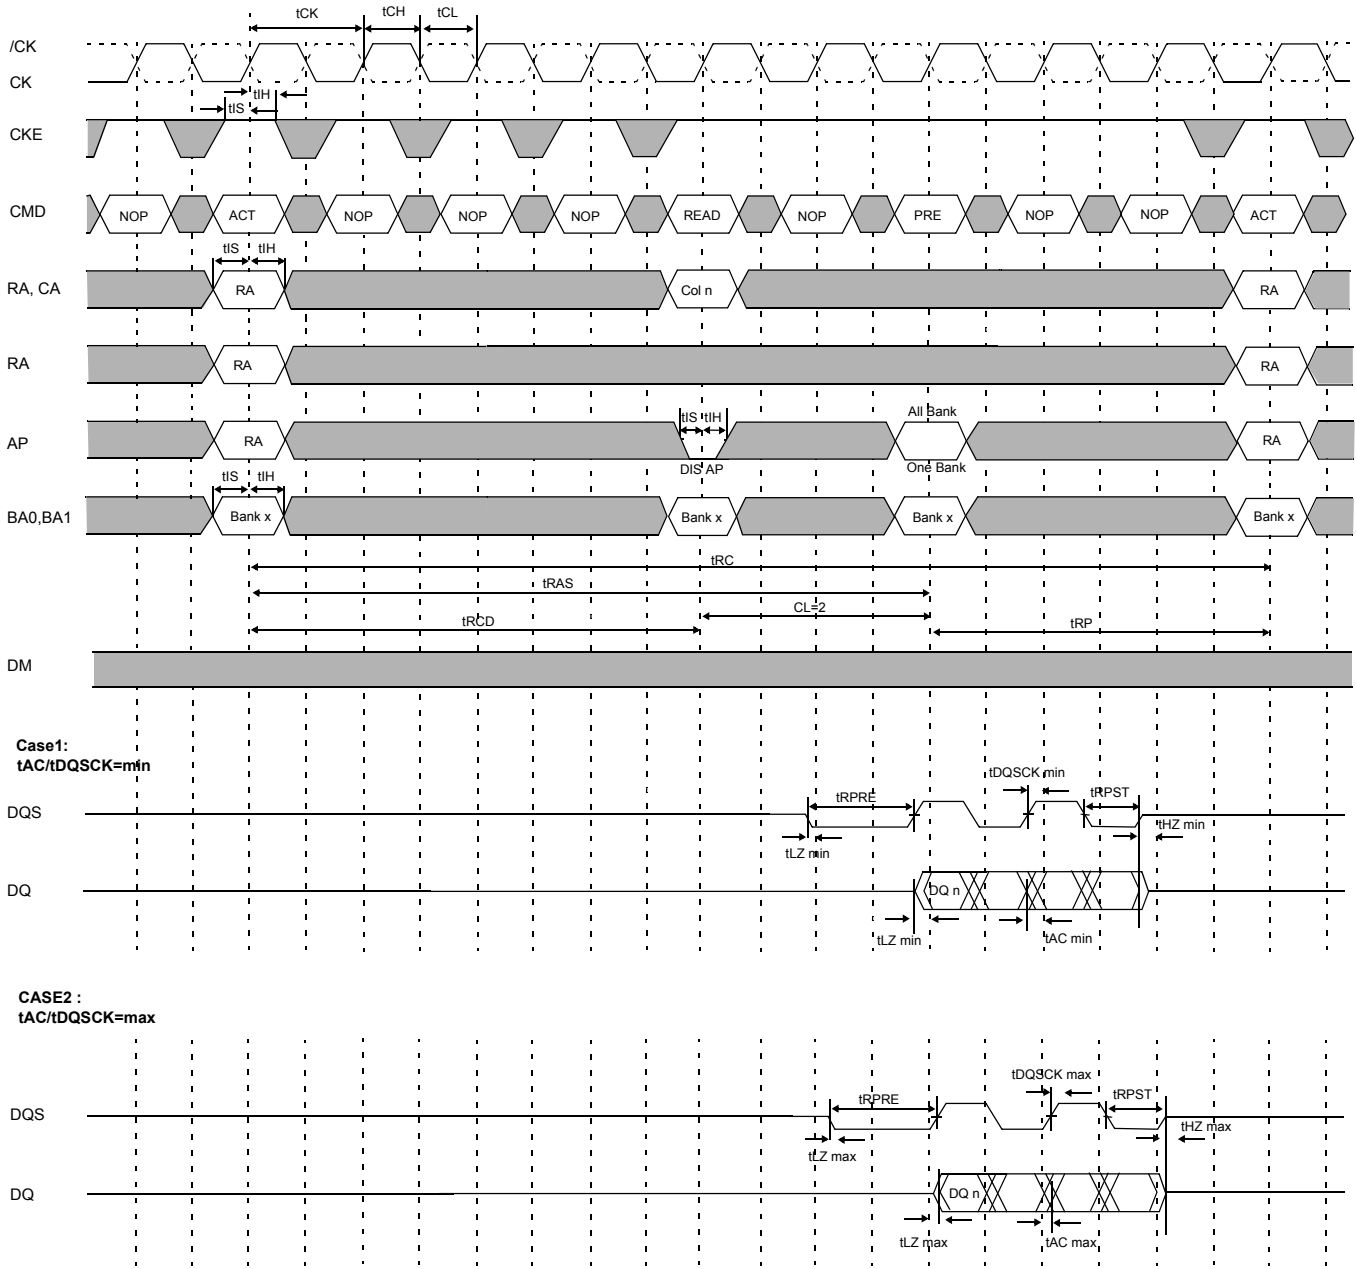 tCK tCH tCL
/CK
CK
tIH
tIS
CKE
CMD NOP ACT NOP NOP NOP READ NOP PRE NOP NOP ACT
tIS tIH
RA, CA RA Col n RA
RA RA RA
All Bank
tIS tIH
AP RA RA
DIS AP One Bank
tIS tIH
BA0,BA1 Bank x Bank x Bank x Bank x
tRC
tRAS
CL=2
tRCD tRP
DM
Case1:
tAC/tDQSCK=min
tDQSCK min
tRPRE tRPST
DQS
tHZ min
tLZ min
DQ DQ n
tLZ min tAC min
CASE2 :
tAC/tDQSCK=max
tDQSCK max
tRPRE tRPST
DQS
tHZ max
tLZ max
DQ DQ n
tLZ max tAC max